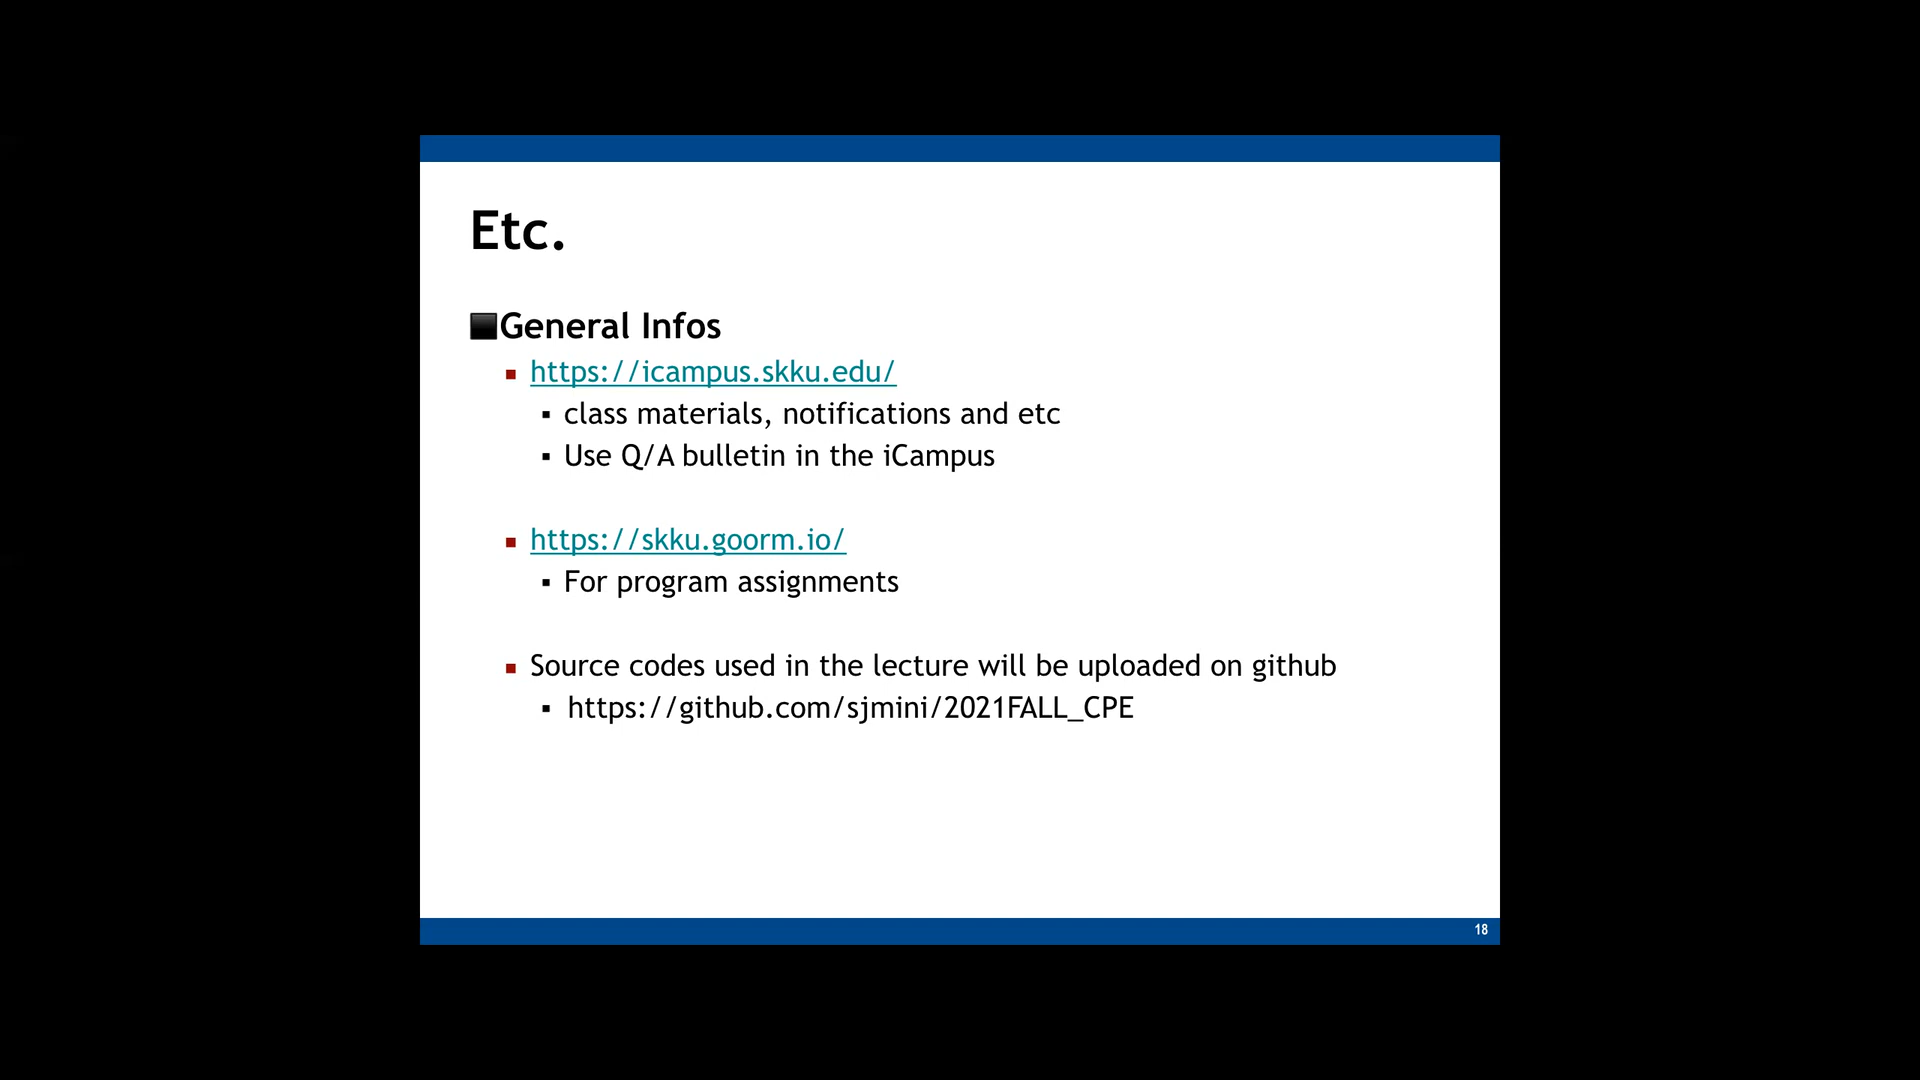 Etc.
General Infos
https://icampus.skku.edu/
class materials, notifications and etc
Use Q/A bulletin in the iCampus
https://skku.goorm.io/
For program assignments
Source codes used in the lecture will be uploaded on github
https://github.com/sjmini/2021FALL_CPE
18